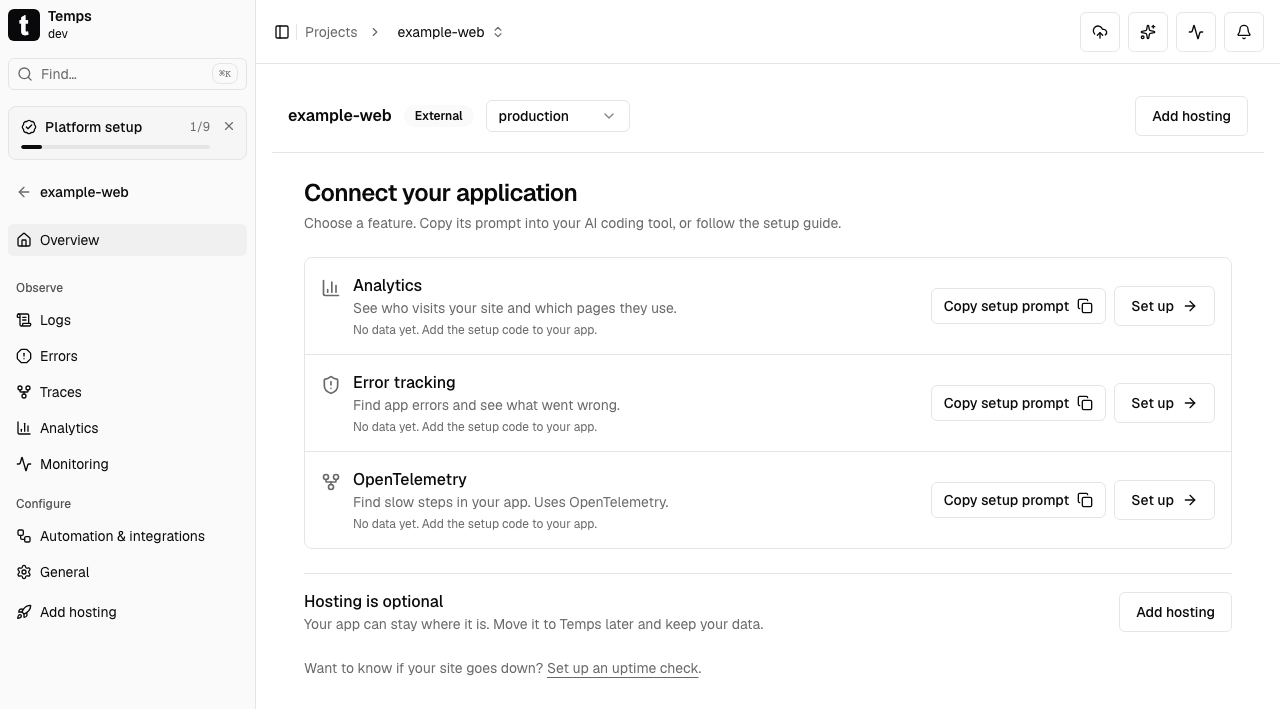 Temps
dev
Find...
⌘K
Platform setup
1/9
example-web
Overview
Observe
Logs
Errors
Traces
Analytics
Monitoring
Configure
Automation & integrations
General
Add hosting
Projects
example-web
example-web
External
production
Add hosting
Connect your application
Choose a feature. Copy its prompt into your AI coding tool, or follow the setup guide.
Analytics
See who visits your site and which pages they use.
No data yet. Add the setup code to your app.
Copy setup prompt
Set up
Error tracking
Find app errors and see what went wrong.
No data yet. Add the setup code to your app.
Copy setup prompt
Set up
OpenTelemetry
Find slow steps in your app. Uses OpenTelemetry.
No data yet. Add the setup code to your app.
Copy setup prompt
Set up
Hosting is optional
Your app can stay where it is. Move it to Temps later and keep your data.
Add hosting
Want to know if your site goes down? Set up an uptime check.